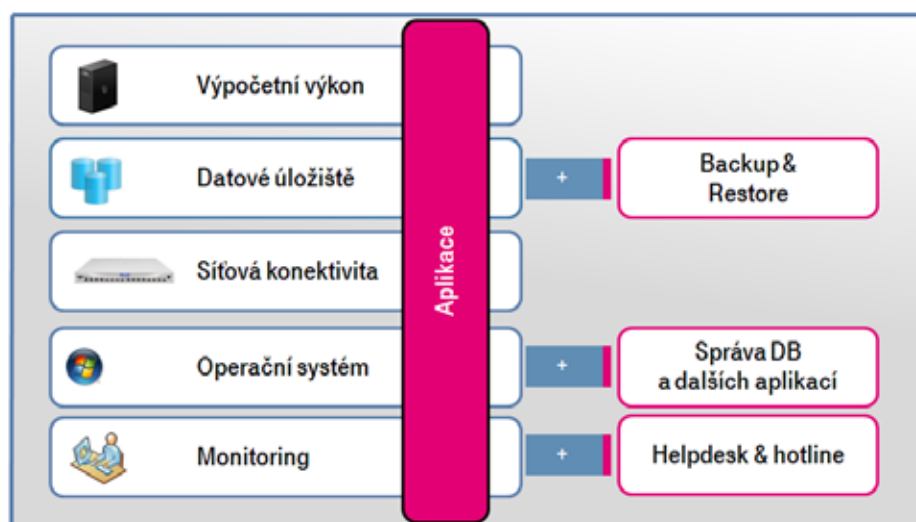 Výpočetní výkon
Datové úložiště
+
Backup &
Restore
Síťová konektivita
Aplikace
Operační systém
+
Správa DB
a dalších aplikací
Monitoring
+
Helpdesk & hotline